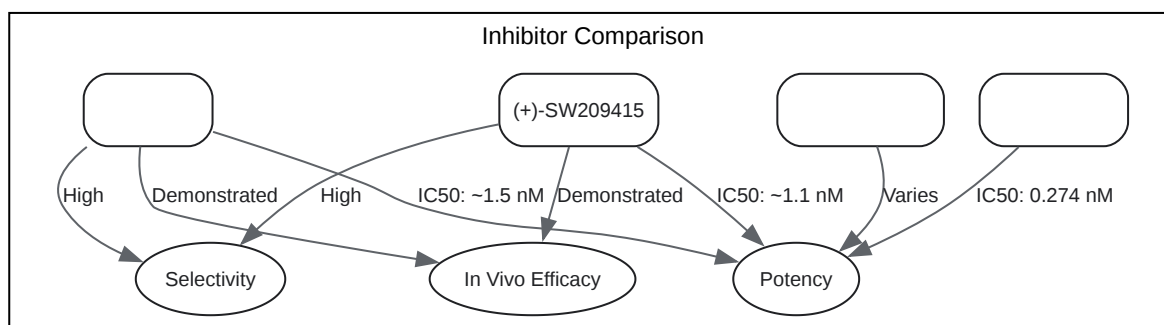 Inhibitor Comparison
(+)-SW209415
High
Demonstrated
High
IC50: ~1.5 nM
Demonstrated
IC50: ~1.1 nM
Varies
IC50: 0.274 nM
Selectivity
In Vivo Efficacy
Potency